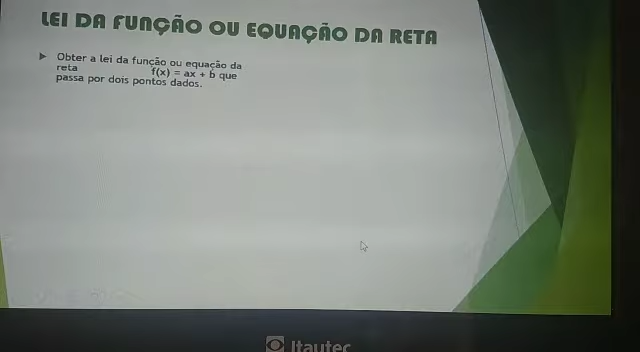 LEI DA FUNÇÃO OU EQUAÇÃO DA RETA
Obter a lei da função ou equação da
reta f(x) = ax + b que
passa por dois pontos dados.
Itautec